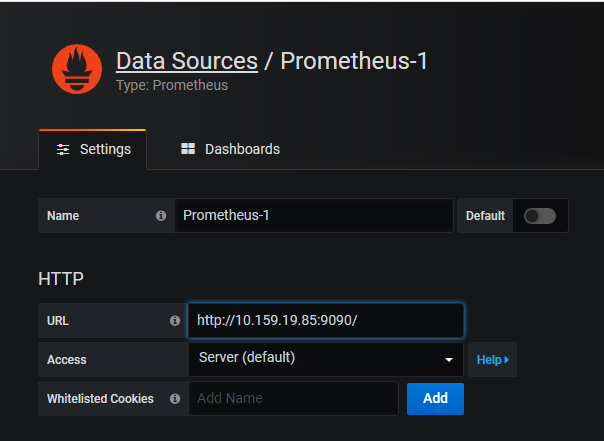 Data Sources / Prometheus-1
Type: Prometheus
Settings Dashboards
Name Prometheus-1 Default
HTTP
URL http://10.159.19.85:9090/
Access Server (default) Help
Whitelisted Cookies Add Name Add